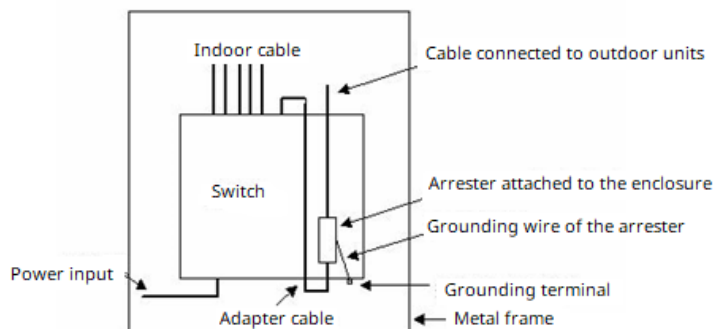 Indoor cable
Cable connected to outdoor units
Switch
Arrester attached to the enclosure
Grounding wire of the arrester
Power input
Grounding terminal
Adapter cable
Metal frame